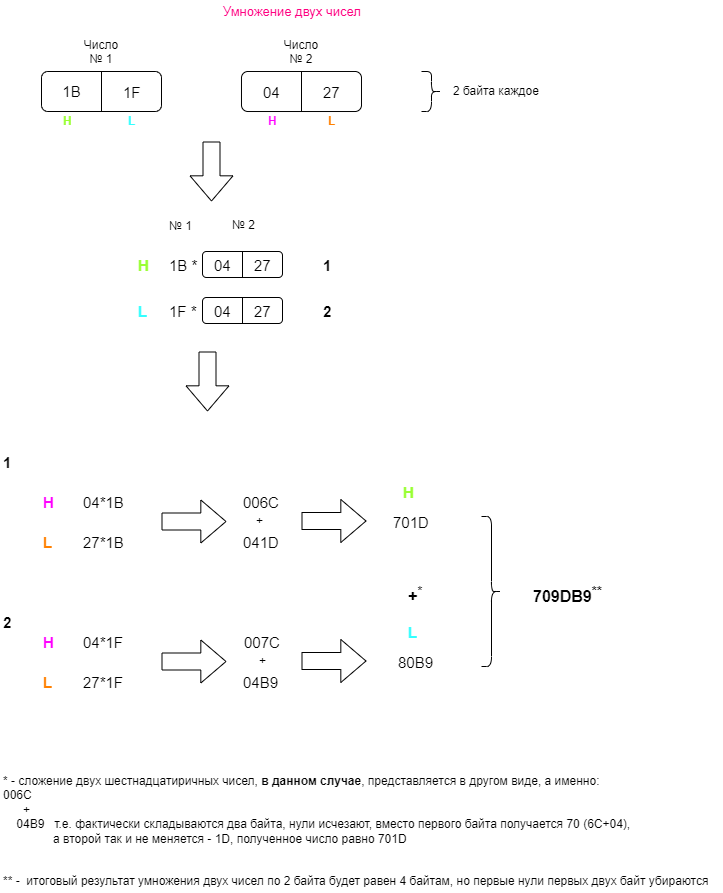 Умножение двух чисел
Число
№ 1
Число
№ 2
1B 1F
04 27
2 байта каждое
H L
H L
№ 1 № 2
H 1B * 04 27 1
L 1F * 04 27 2
1
H 04*1B 006C
+
L 27*1B 041D
H
701D
+*
709DB9**
2
H 04*1F 007C
+
L 27*1F 04B9
L
80B9
* - сложение двух шестнадцатиричных чисел, в данном случае, представляется в другом виде, а именно:
006C
+
04B9 т.е. фактически складываются два байта, нули исчезают, вместо первого байта получается 70 (6C+04),
а второй так и не меняется - 1D, полученное число равно 701D
** - итоговый результат умножения двух чисел по 2 байта будет равен 4 байтам, но первые нули первых двух байт убираются